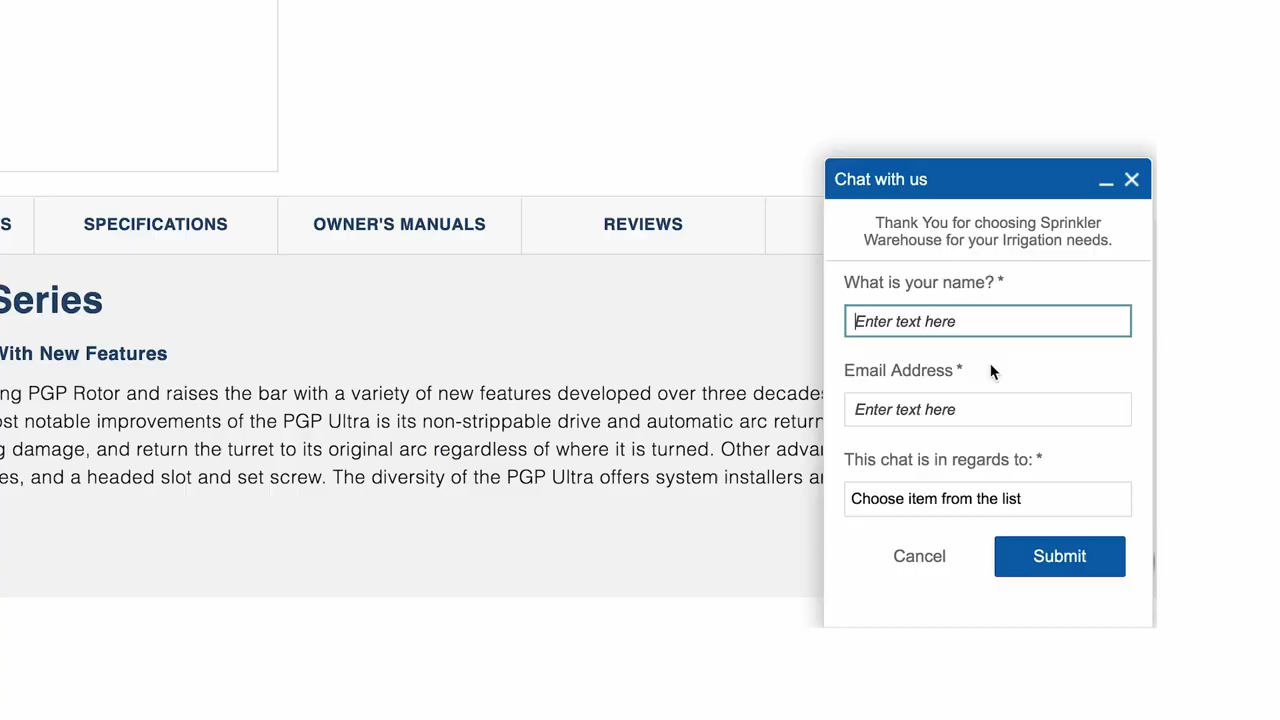 S
SPECIFICATIONS
OWNER'S MANUALS
REVIEWS
Series
With New Features
ng PGP Rotor and raises the bar with a variety of new features developed over three decades
ost notable improvements of the PGP Ultra is its non-strippable drive and automatic arc return
g damage, and return the turret to its original arc regardless of where it is turned. Other advan
es, and a headed slot and set screw. The diversity of the PGP Ultra offers system installers an
Chat with us
Thank You for choosing Sprinkler
Warehouse for your Irrigation needs.
What is your name? *
Enter text here
Email Address *
Enter text here
This chat is in regards to: *
Choose item from the list
Cancel
Submit